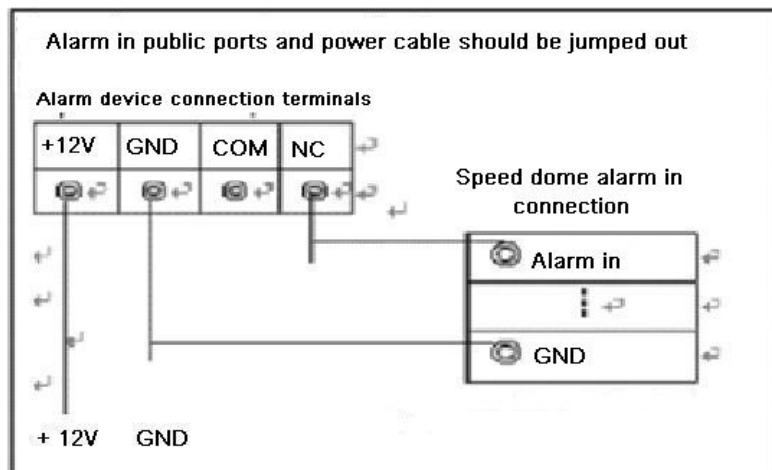 Alarm in public ports and power cable should be jumped out
Alarm device connection terminals
+12V GND COM NC
Speed dome alarm in
connection
Alarm in
GND
+ 12V GND